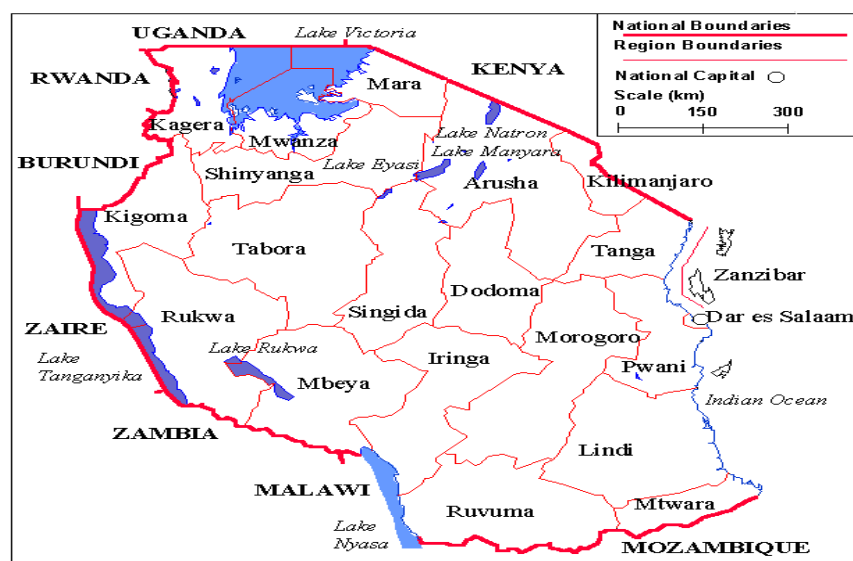 UGANDA
Lake Victoria
National Boundaries
Region Boundaries
National Capital
Scale (km)
0 150 300
RWANDA
KENYA
Mara
Kagera
Mwanza
Lake Natron
Lake Manyara
BURUNDI
Lake Eyasi
Shinyanga
Arusha
Kilimanjaro
Kigoma
Tabora
Tanga
Zanzibar
Dodoma
Singida
Rukwa
Dar es Salaam
ZAIRE
Morogoro
Lake
Tanganyika
Lake Rukwa
Iringa
Pwani
Mbeya
Indian Ocean
ZAMBIA
Lindi
MALAWI
Ruvuma
Mtwara
Lake
Nyasa
MOZAMBIQUE